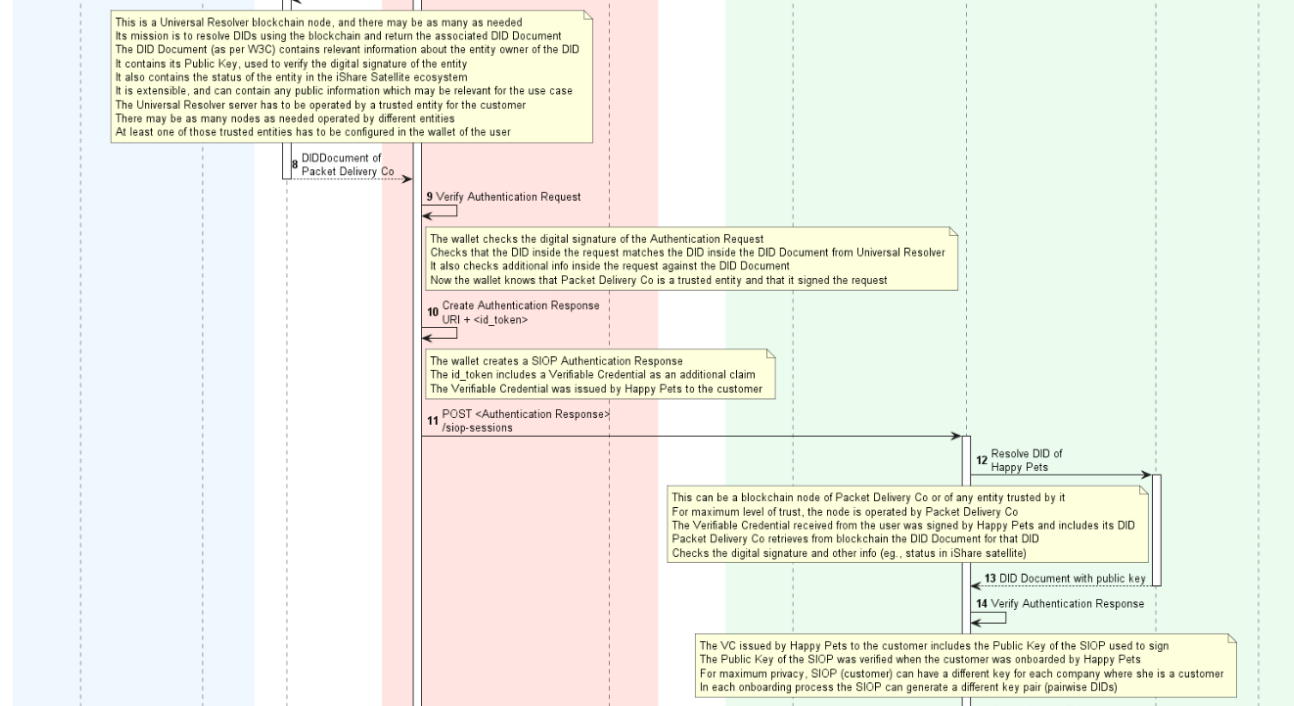 This is a Universal Resolver blockchain node, and there may be as many as needed
Its mission is to resolve DIDs using the blockchain and return the associated DID Document
The DID Document (as per W3C) contains relevant information about the entity owner of the DID
It contains its Public Key, used to verify the digital signature of the entity
It also contains the status of the entity in the iShare Satellite ecosystem
It is extensible, and can contain any public information which may be relevant for the use case
The Universal Resolver server has to be operated by a trusted entity for the customer
There may be as many nodes as needed operated by different entities
At least one of those trusted entities has to be configured in the wallet of the user
8 DIDDocument of
Packet Delivery Co
9 Verify Authentication Request
The wallet checks the digital signature of the Authentication Request
Checks that the DID inside the request matches the DID inside the DID Document from Universal Resolver
It also checks additional info inside the request against the DID Document
Now the wallet knows that Packet Delivery Co is a trusted entity and that it signed the request
10 Create Authentication Response
URI + <id_token>
The wallet creates a SIOP Authentication Response
The id_token includes a Verifiable Credential as an additional claim
The Verifiable Credential was issued by Happy Pets to the customer
11 POST <Authentication Response>
/siop-sessions
12 Resolve DID of
Happy Pets
This can be a blockchain node of Packet Delivery Co or of any entity trusted by it
For maximum level of trust, the node is operated by Packet Delivery Co
The Verifiable Credential received from the user was signed by Happy Pets and includes its DID
Packet Delivery Co retrieves from blockchain the DID Document for that DID
Checks the digital signature and other info (eg., status in iShare satellite)
13 DID Document with public key
14 Verify Authentication Response
The VC issued by Happy Pets to the customer includes the Public Key of the SIOP used to sign
The Public Key of the SIOP was verified when the customer was onboarded by Happy Pets
For maximum privacy, SIOP (customer) can have a different key for each company where she is a customer
In each onboarding process the SIOP can generate a different key pair (pairwise DIDs)